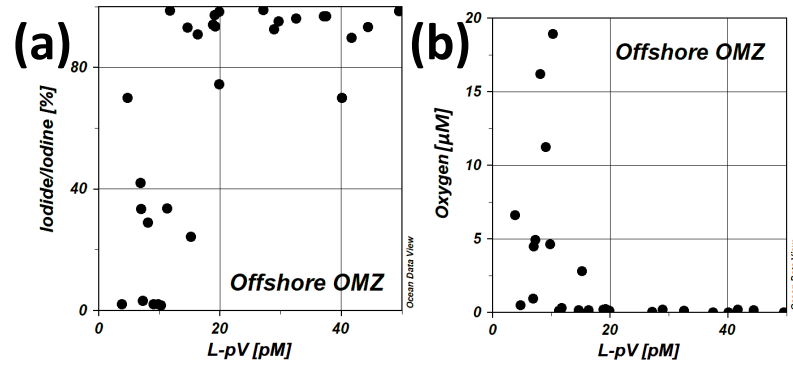 (a)
Iodide/Iodine [%]
80
40
0
0 20 40
L-pV [pM]
Offshore OMZ
Ocean Data View
(b)
Oxygen [µM]
20
15
10
5
0
0 20 40
L-pV [pM]
Offshore OMZ